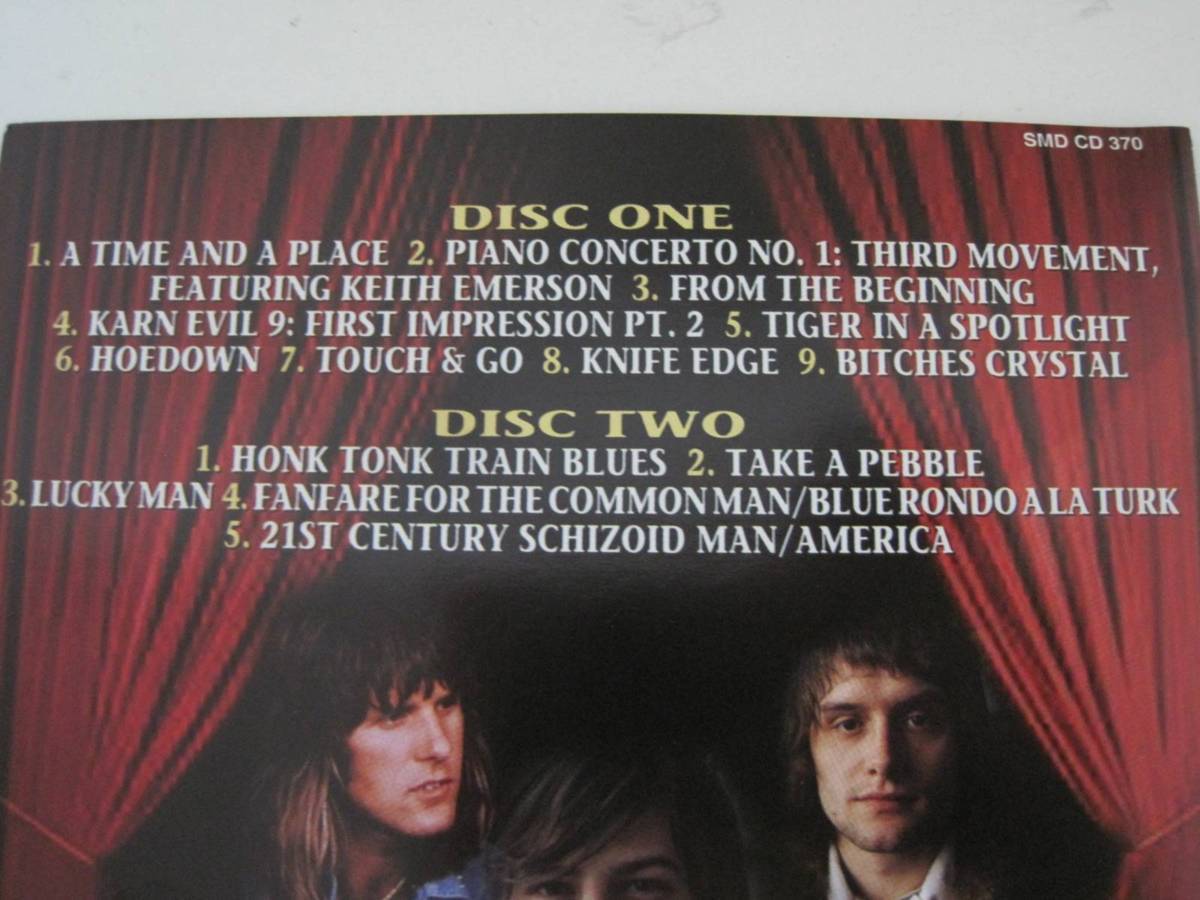 SMD CD 370
DISC ONE
1. A TIME AND A PLACE 2. PIANO CONCERTO NO. 1: THIRD MOVEMENT,
FEATURING KEITH EMERSON 3. FROM THE BEGINNING
4. KARN EVIL 9: FIRST IMPRESSION PT. 2 5. TIGER IN A SPOTLIGHT
6. HOEDOWN 7. TOUCH & GO 8. KNIFE EDGE 9. BITCHES CRYSTAL
DISC TWO
1. HONK TONK TRAIN BLUES 2. TAKE A PEBBLE
3. LUCKY MAN 4. FANFARE FOR THE COMMON MAN/BLUE RONDO A LA TURK
5. 21ST CENTURY SCHIZOID MAN/AMERICA